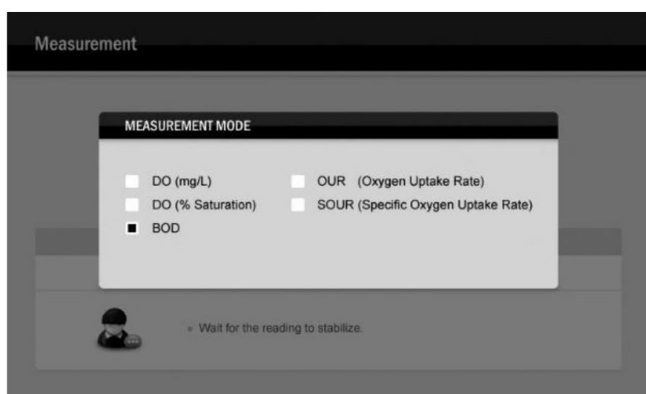 Measurement
MEASUREMENT MODE
DO (mg/L)
OUR (Oxygen Uptake Rate)
DO (% Saturation)
SOUR (Specific Oxygen Uptake Rate)
BOD
Wait for the reading to stabilize.